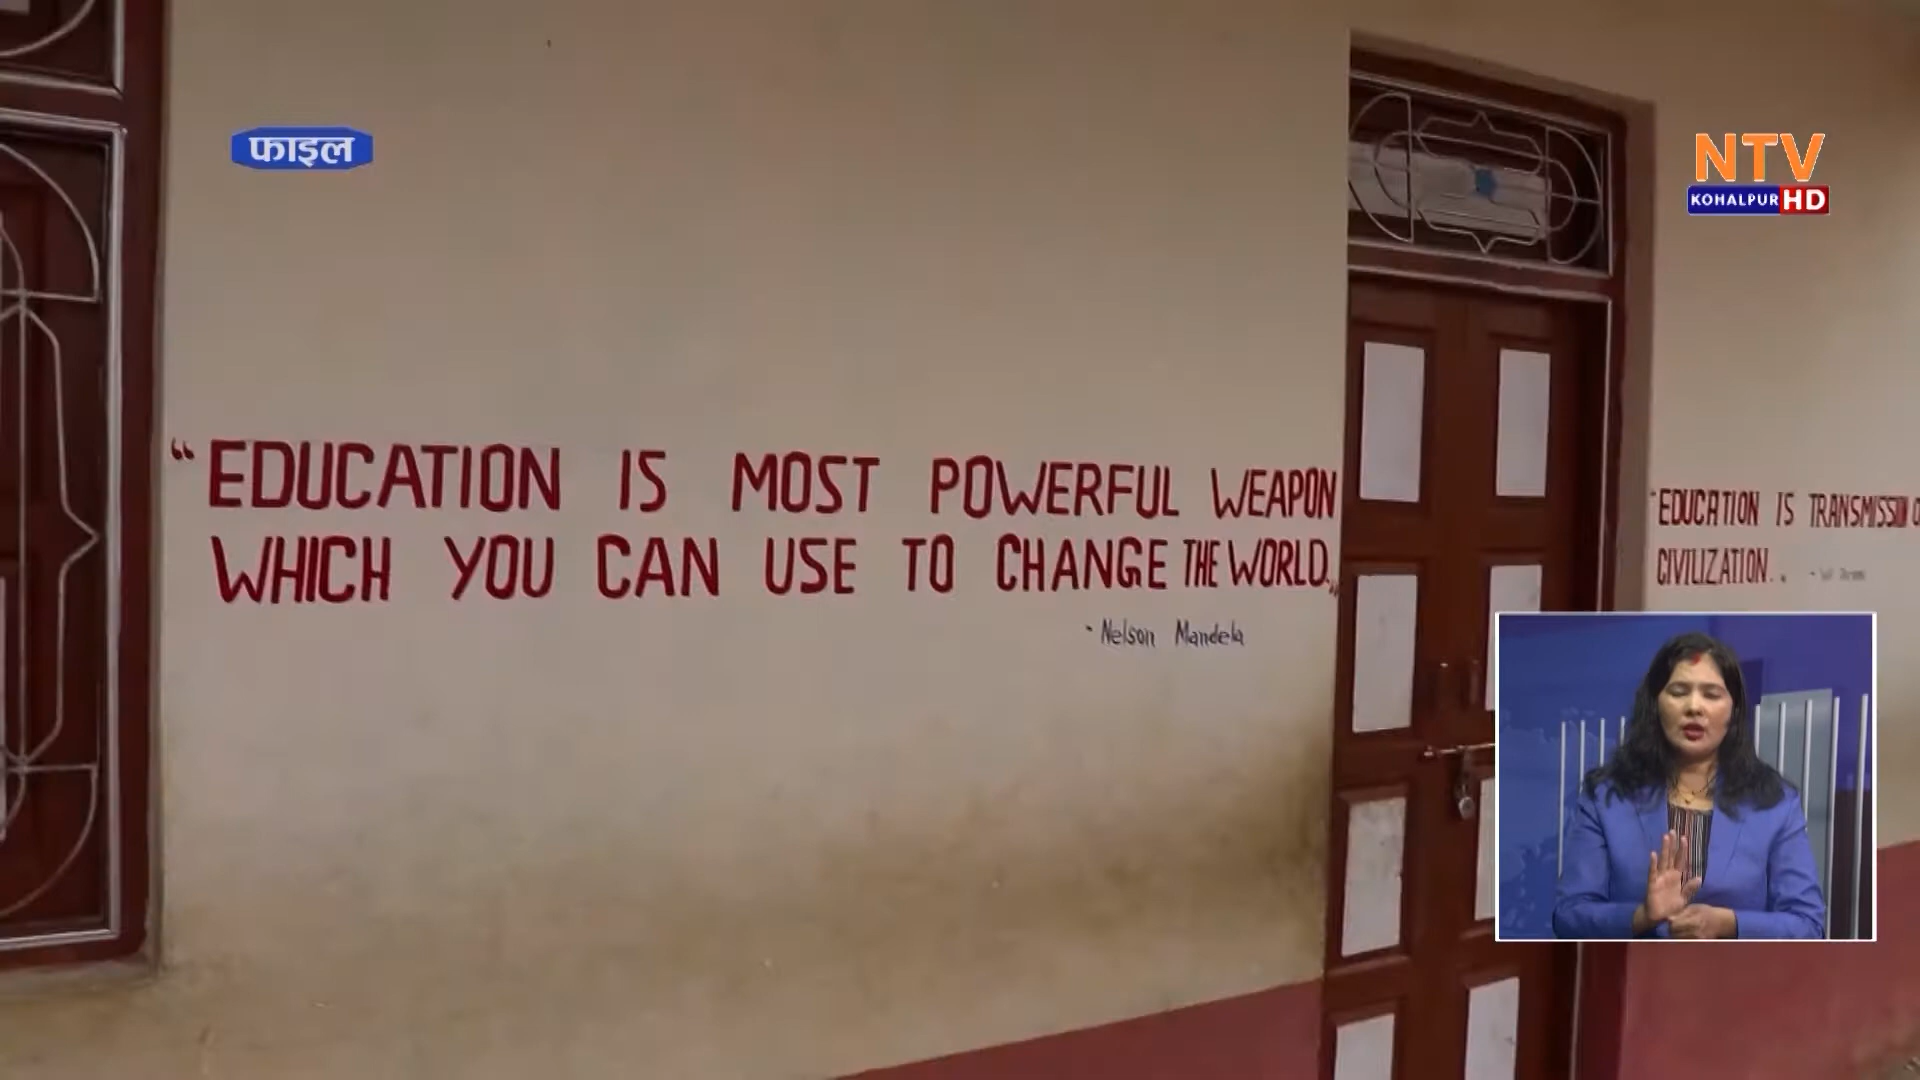 फाइल
NTV
KOHALPUR HD
“EDUCATION IS MOST POWERFUL WEAPON
WHICH YOU CAN USE TO CHANGE THE WORLD.„
- Nelson Mandela
"EDUCATION IS TRANSMISSIO
CIVILIZATION.„